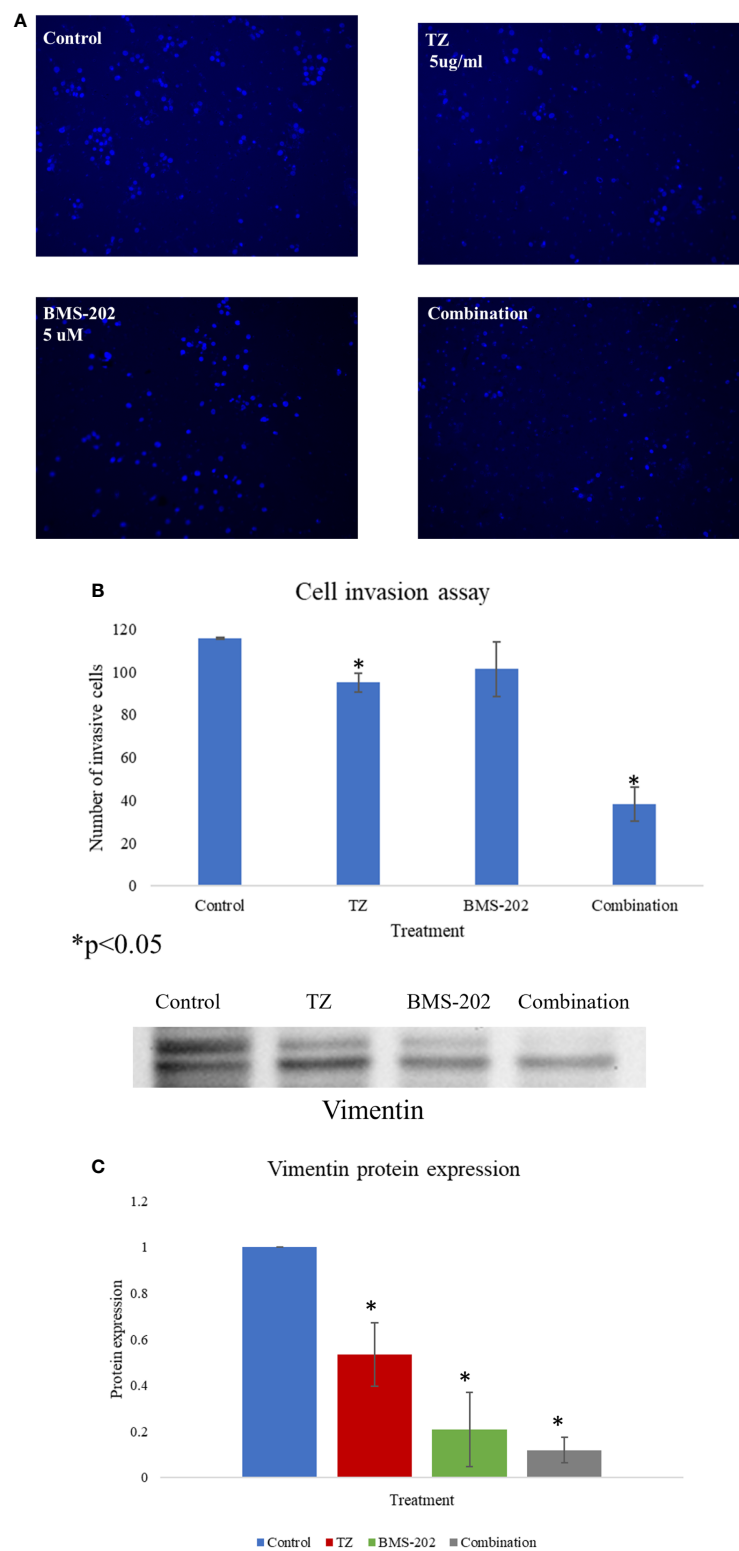 A
Control
TZ
5ug/ml
BMS-202
5 uM
Combination
B
Cell invasion assay
120
100
80
60
40
20
0
Number of invasive cells
*
*
Control TZ BMS-202 Combination
Treatment
*p<0.05
Control TZ BMS-202 Combination
Vimentin
C
Vimentin protein expression
1.2
1
0.8
0.6
0.4
0.2
0
Protein expression
*
*
*
Treatment
Control TZ BMS-202 Combination